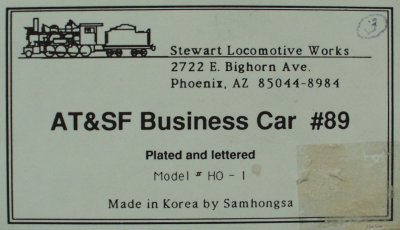 Stewart Locomotive Works
2722 E. Bighorn Ave.
Phoenix, AZ 85044-8984
AT&SF Business Car #89
Plated and lettered
Model # HO - 1
Made in Korea by Samhongsa